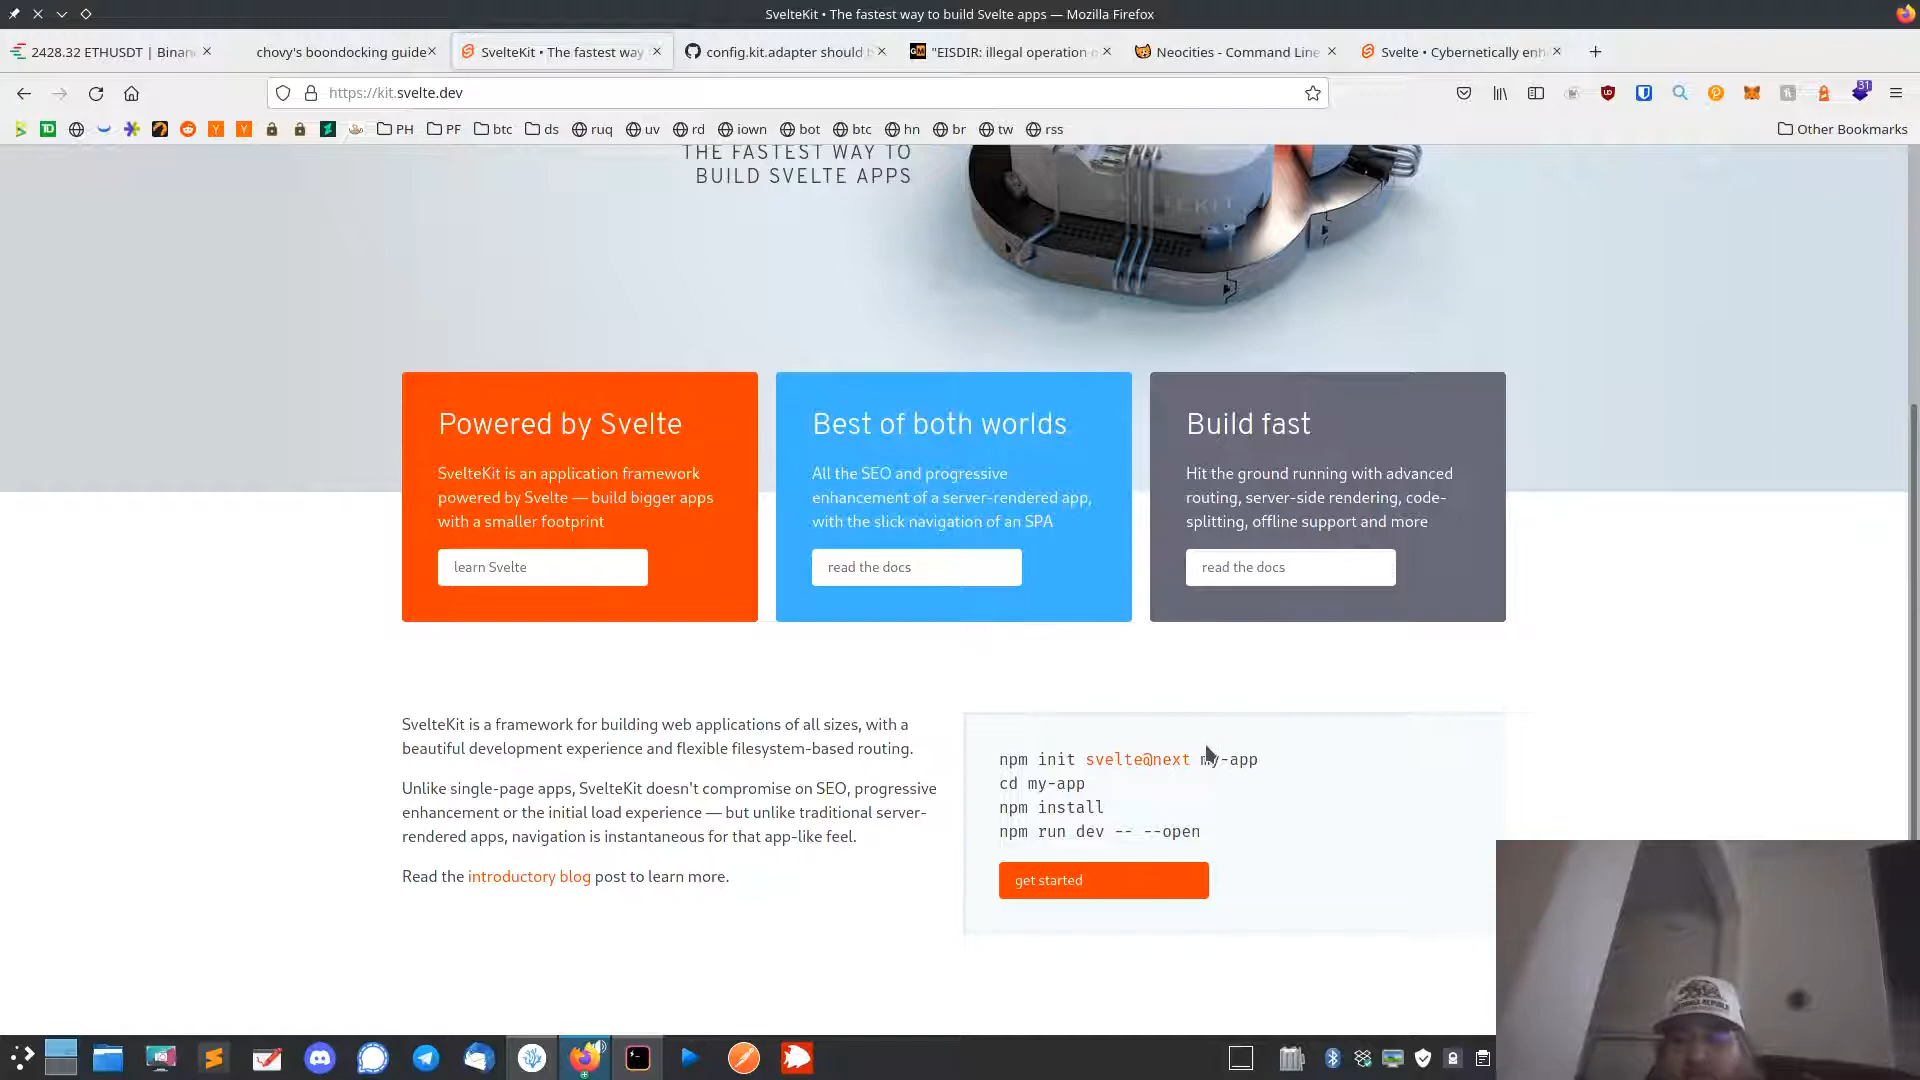 SvelteKit • The fastest way to build Svelte apps — Mozilla Firefox
2428.32 ETHUSDT | Binan
chovy's boondocking guide
SvelteKit • The fastest way
config.kit.adapter should b
"EISDIR: illegal operation o
Neocities - Command Line
Svelte • Cybernetically enh
https://kit.svelte.dev
31
PH
PF
btc
ds
ruq
uv
rd
iown
bot
btc
hn
br
tw
rss
Other Bookmarks
THE FASTEST WAY TO
BUILD SVELTE APPS
Powered by Svelte
SvelteKit is an application framework
powered by Svelte — build bigger apps
with a smaller footprint
learn Svelte
Best of both worlds
All the SEO and progressive
enhancement of a server-rendered app,
with the slick navigation of an SPA
read the docs
Build fast
Hit the ground running with advanced
routing, server-side rendering, code-
splitting, offline support and more
read the docs
SvelteKit is a framework for building web applications of all sizes, with a
beautiful development experience and flexible filesystem-based routing.
Unlike single-page apps, SvelteKit doesn't compromise on SEO, progressive
enhancement or the initial load experience — but unlike traditional server-
rendered apps, navigation is instantaneous for that app-like feel.
Read the introductory blog post to learn more.
npm init svelte@next my-app
cd my-app
npm install
npm run dev -- --open
get started